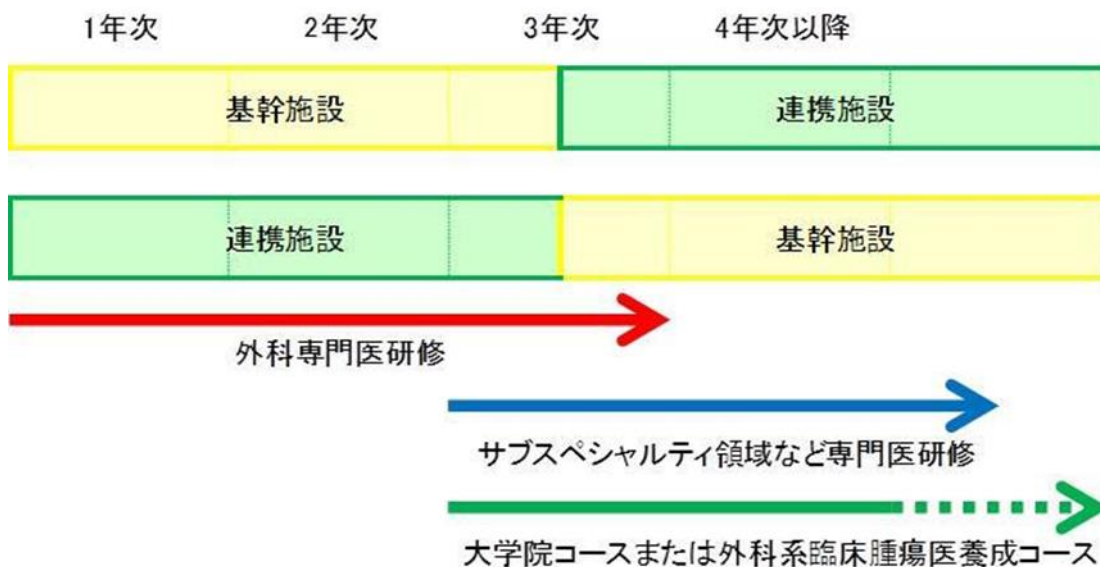 1年次 2年次 3年次 4年次以降
基幹施設 連携施設
連携施設 基幹施設
外科専門医研修
サブスペシャルティ領域など専門医研修
大学院コースまたは外科系臨床腫瘍医養成コース